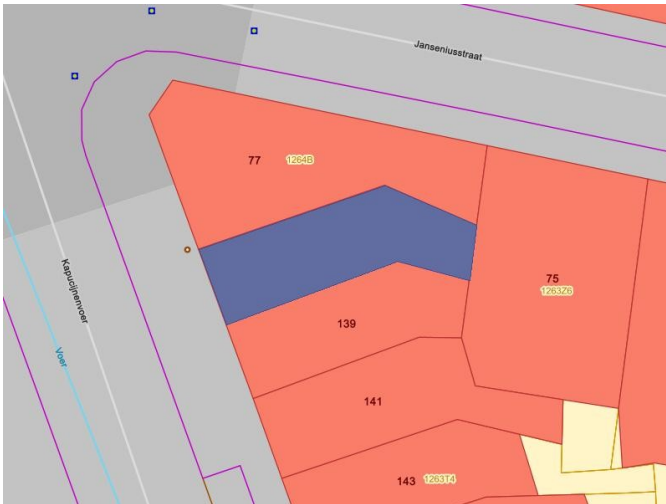 Janseniusstraat
77 1264B
Kapucijnenvoer
75
1263Z6
Voer
139
141
143 1263T4